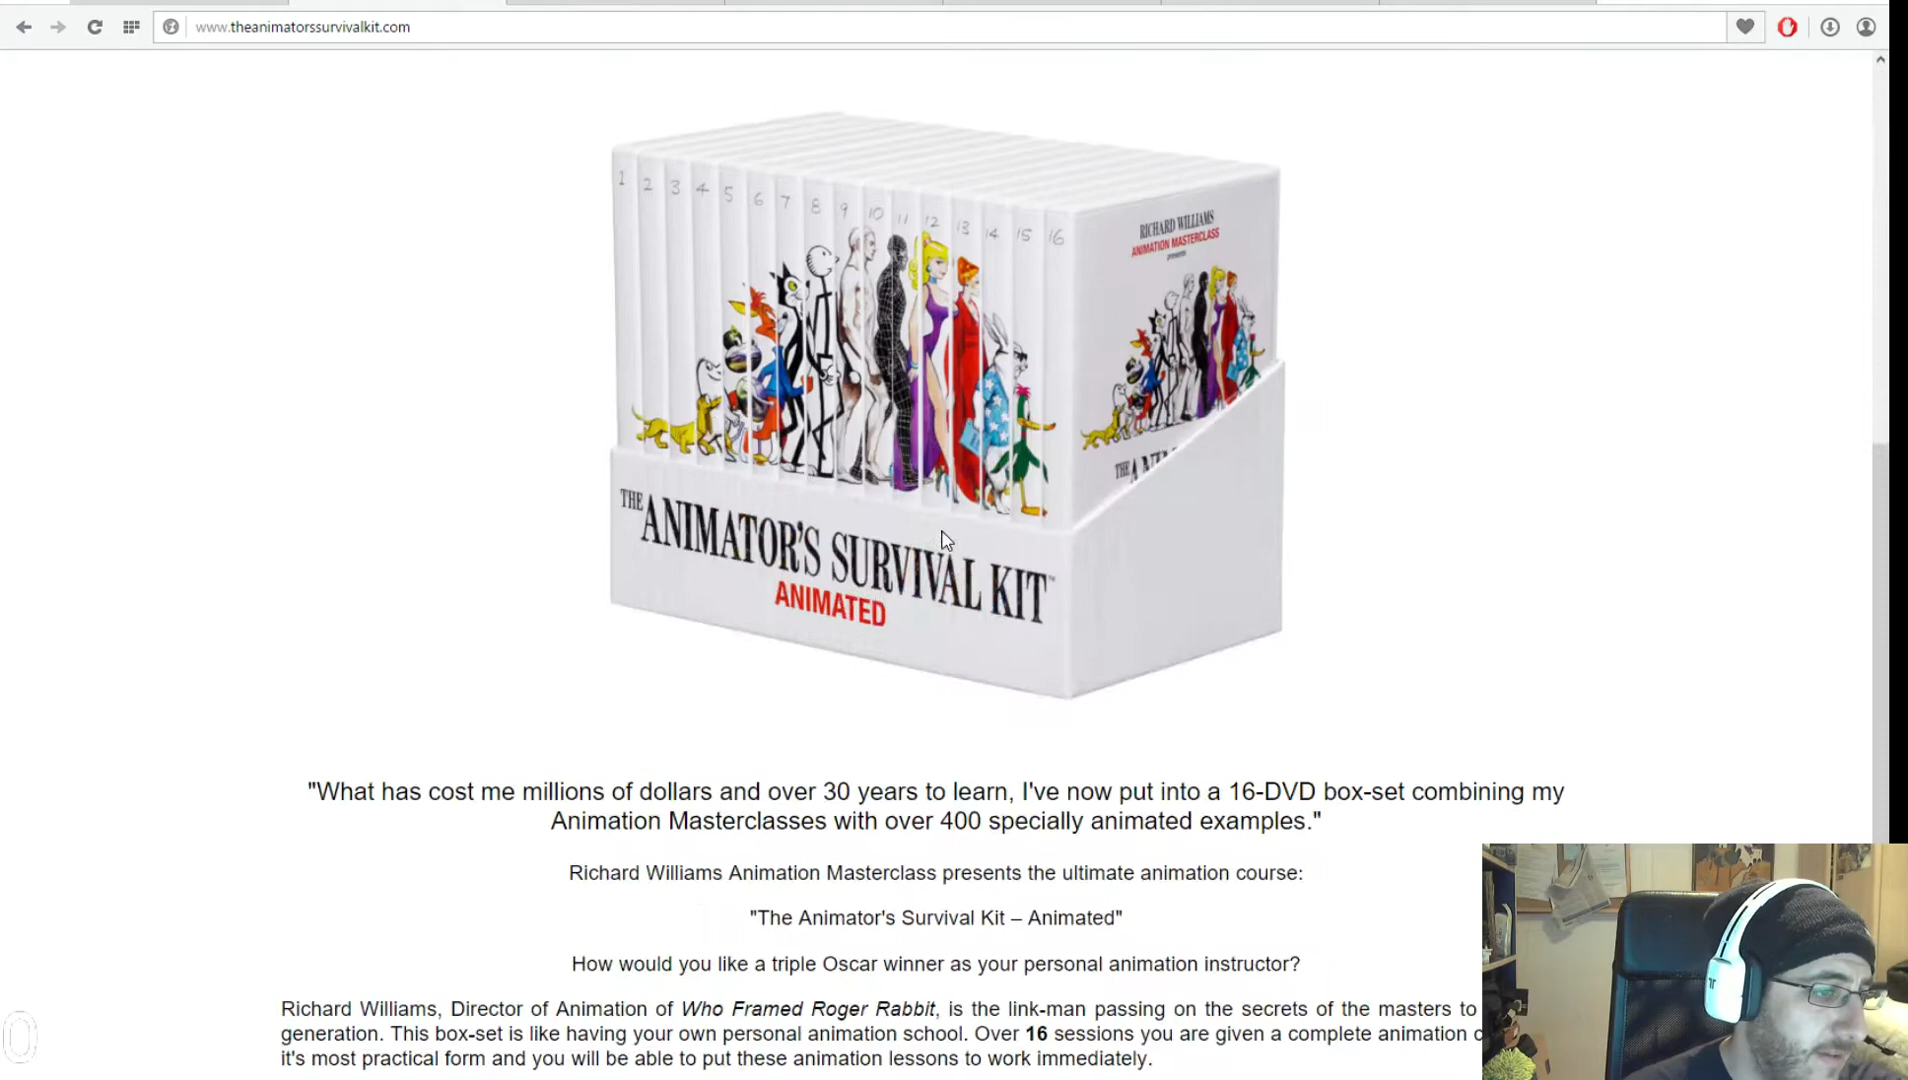 www.theanimatorssurvivalkit.com
1 2 3 4 5 6 7 8 9 10 11 12 13 14 15 16
RICHARD WILLIAMS
ANIMATION MASTERCLASS
presents
THE ANIM
THE ANIMATOR'S SURVIVAL KIT™
ANIMATED
"What has cost me millions of dollars and over 30 years to learn, I've now put into a 16-DVD box-set combining my
Animation Masterclasses with over 400 specially animated examples."
Richard Williams Animation Masterclass presents the ultimate animation course:
"The Animator's Survival Kit – Animated"
How would you like a triple Oscar winner as your personal animation instructor?
Richard Williams, Director of Animation of Who Framed Roger Rabbit, is the link-man passing on the secrets of the masters to
generation. This box-set is like having your own personal animation school. Over 16 sessions you are given a complete animation
it's most practical form and you will be able to put these animation lessons to work immediately.